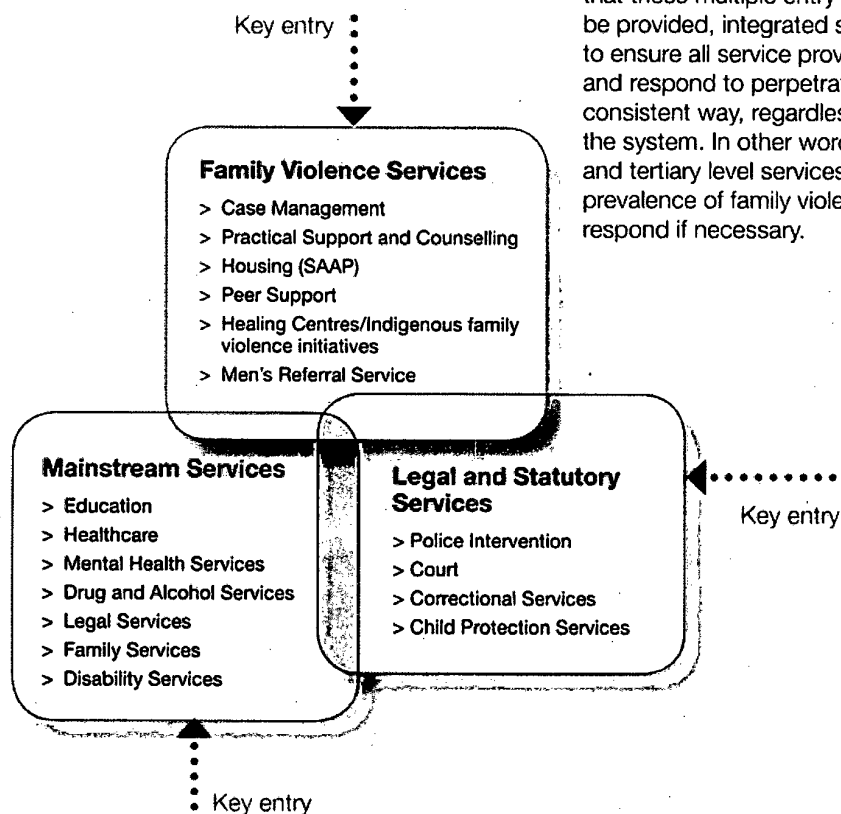 that these multiple entry
be provided, integrated s
to ensure all service prov
and respond to perpetrat
consistent way, regardles
the system. In other word
and tertiary level services
prevalence of family viole
respond if necessary.
Key entry
Family Violence Services
> Case Management
> Practical Support and Counselling
> Housing (SAAP)
> Peer Support
> Healing Centres/Indigenous family
violence initiatives
> Men's Referral Service
Mainstream Services
> Education
> Healthcare
> Mental Health Services
> Drug and Alcohol Services
> Legal Services
> Family Services
> Disability Services
Legal and Statutory
Services
> Police Intervention
> Court
> Correctional Services
> Child Protection Services
Key entry
Key entry